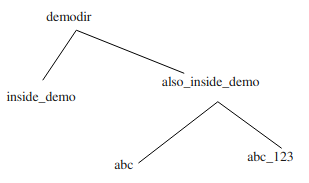 demodir
inside_demo
also_inside_demo
abc
abc_123